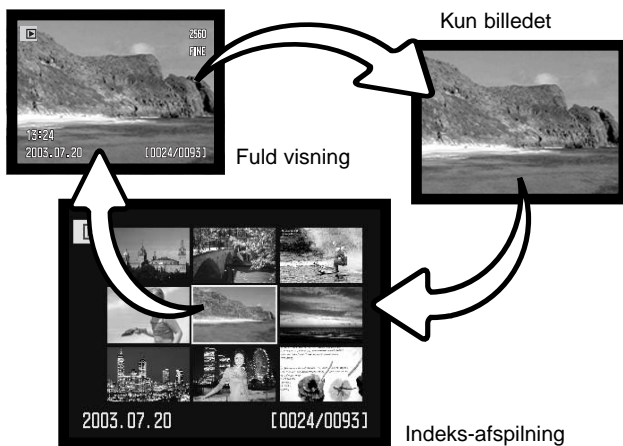 Kun billedet
2560
FINE
13:24
2003.07.20 [0024/0093]
Fuld visning
2003.07.20 [0024/0093]
Indeks-afspilning